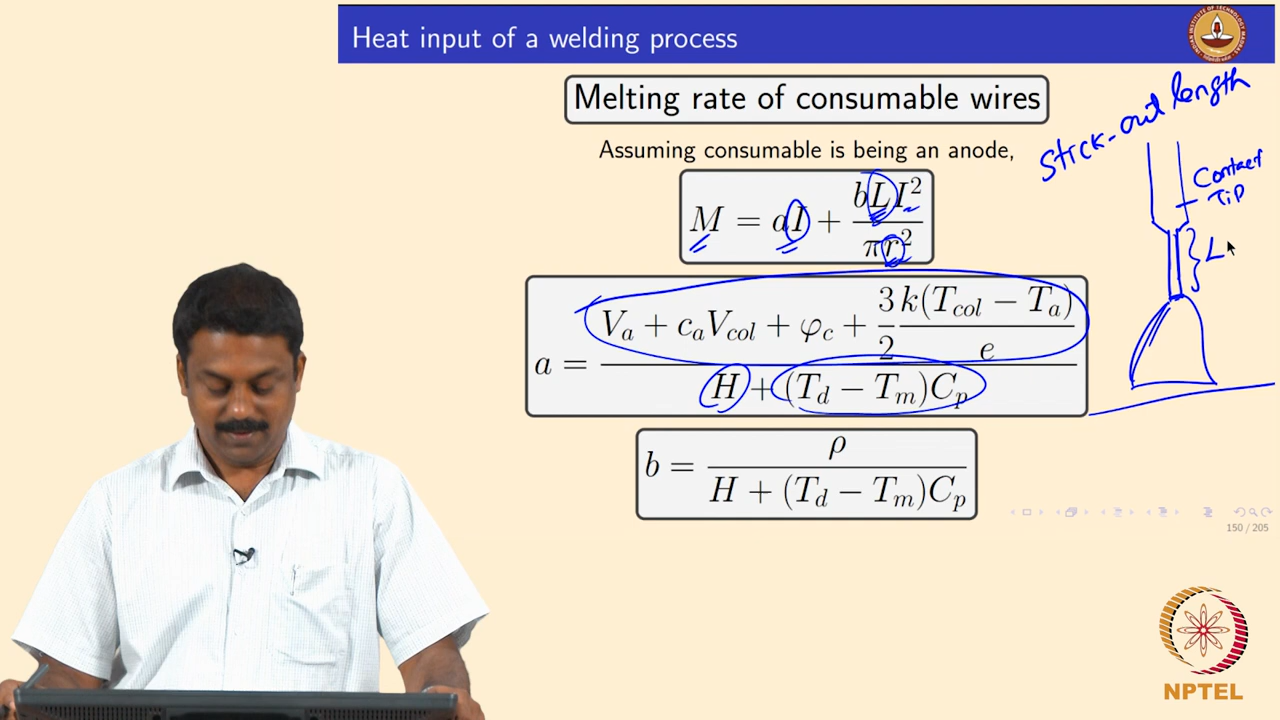 Heat input of a welding process
Melting rate of consumable wires
Assuming consumable is being an anode,
M = aI + bLI² / πr²
a = (V_a + c_aV_col + φ_c + 3/2 k(T_col − T_a)/e) / (H + (T_d − T_m)C_p)
b = ρ / (H + (T_d − T_m)C_p)
Stick-out length
Contact
Tip
L
150 / 205
NPTEL